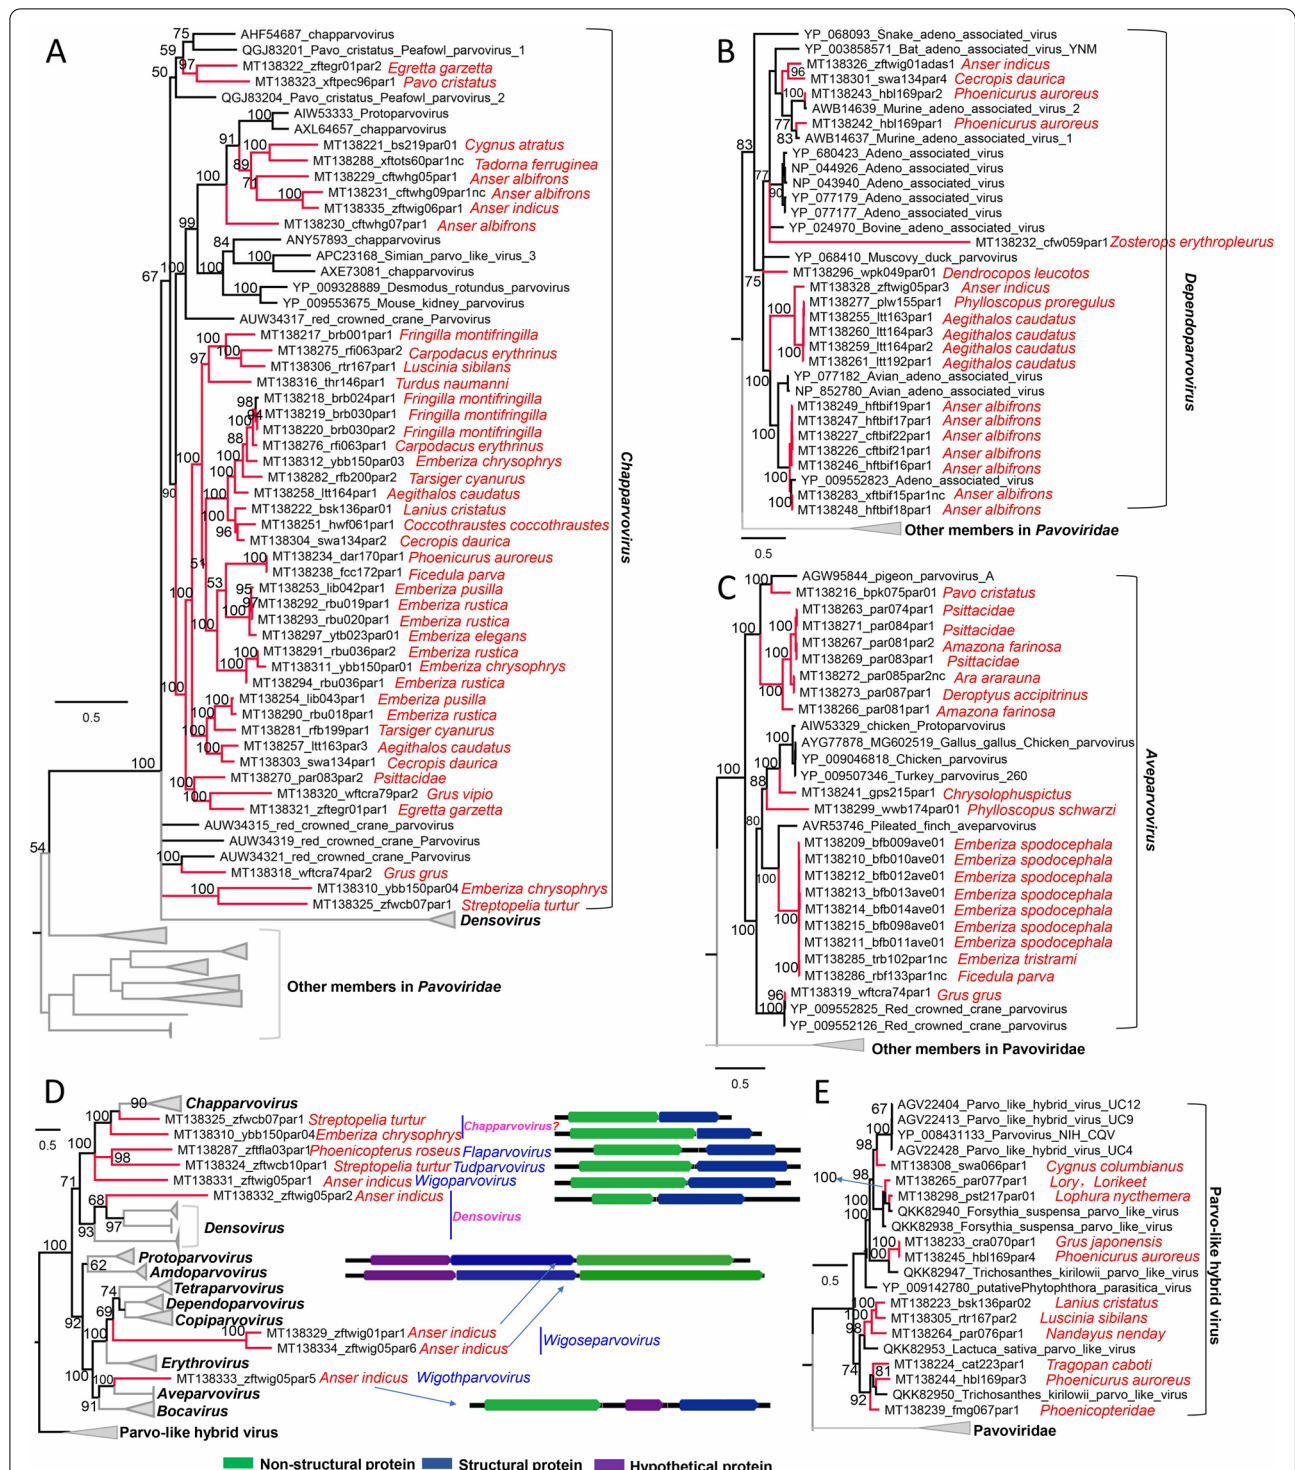 A
75
AHF54687_chapparvovirus
59
QGJ83201_Pavo_cristatus_Peafowl_parvovirus_1
97
MT138322_zftegr01par2 Egretta garzetta
50
MT138323_xftpec96par1 Pavo cristatus
QGJ83204_Pavo_cristatus_Peafowl_parvovirus_2
AIW53333_Protoparvovirus
100
AXL64657_chapparvovirus
91
MT138221_bs219par01 Cygnus atratus
100
MT138288_xftots60par1nc Tadorna ferruginea
89
MT138229_cftwhg05par1 Anser albifrons
71
100
MT138231_cftwhg09par1nc Anser albifrons
100
MT138335_zftwig06par1 Anser indicus
MT138230_cftwhg07par1 Anser albifrons
99
84
ANY57893_chapparvovirus
APC23168_Simian_parvo_like_virus_3
100
AXE73081_chapparvovirus
67
100
100
YP_009328889_Desmodus_rotundus_parvovirus
100
YP_009553675_Mouse_kidney_parvovirus
AUW34317_red_crowned_crane_Parvovirus
MT138217_brb001par1 Fringilla montifringilla
100
MT138275_rfi063par2 Carpodacus erythrinus
100
97
MT138306_rtr167par1 Luscinia sibilans
MT138316_thr146par1 Turdus naumanni
98
MT138218_brb024par1 Fringilla montifringilla
94
MT138219_brb030par1 Fringilla montifringilla
100
MT138220_brb030par2 Fringilla montifringilla
88
MT138276_rfi063par1 Carpodacus erythrinus
100
100
MT138312_ybb150par03 Emberiza chrysophrys
100
MT138282_rfb200par2 Tarsiger cyanurus
90
100
MT138258_ltt164par1 Aegithalos caudatus
MT138222_bsk136par01 Lanius cristatus
100
MT138251_hwf061par1 Coccothraustes coccothraustes
96
MT138304_swa134par2 Cecropis daurica
51
100
MT138234_dar170par1 Phoenicurus auroreus
MT138238_fcc172par1 Ficedula parva
53
95
MT138253_lib042par1 Emberiza pusilla
97
MT138292_rbu019par1 Emberiza rustica
100
MT138293_rbu020par1 Emberiza rustica
100
MT138297_ytb023par01 Emberiza elegans
100
MT138291_rbu036par2 Emberiza rustica
100
MT138311_ybb150par01 Emberiza chrysophrys
100
MT138294_rbu036par1 Emberiza rustica
100
MT138254_lib043par1 Emberiza pusilla
100
MT138290_rbu018par1 Emberiza rustica
100
MT138281_rfb199par1 Tarsiger cyanurus
100
MT138257_ltt163par3 Aegithalos caudatus
MT138303_swa134par1 Cecropis daurica
100
MT138270_par083par2 Psittacidae
100
MT138320_wftcra79par2 Grus vipio
MT138321_zftegr01par1 Egretta garzetta
100
AUW34315_red_crowned_crane_parvovirus
AUW34319_red_crowned_crane_Parvovirus
54
100
AUW34321_red_crowned_crane_Parvovirus
MT138318_wftcra74par2 Grus grus
100
MT138310_ybb150par04 Emberiza chrysophrys
MT138325_zfwcb07par1 Streptopelia turtur
Densovirus
Other members in Pavoviridae
Chapparvovirus
0.5
B
YP_068093_Snake_adeno_associated_virus
YP_003858571_Bat_adeno_associated_virus_YNM
MT138326_zftwig01adas1 Anser indicus
96
MT138301_swa134par4 Cecropis daurica
100
MT138243_hbl169par2 Phoenicurus auroreus
AWB14639_Murine_adeno_associated_virus_2
77
MT138242_hbl169par1 Phoenicurus auroreus
83
83
AWB14637_Murine_adeno_associated_virus_1
YP_680423_Adeno_associated_virus
77
NP_044926_Adeno_associated_virus
90
NP_043940_Adeno_associated_virus
YP_077179_Adeno_associated_virus
YP_077177_Adeno_associated_virus
YP_024970_Bovine_adeno_associated_virus
MT138232_cfw059par1 Zosterops erythropleurus
YP_068410_Muscovy_duck_parvovirus
75
MT138296_wpk049par01 Dendrocopos leucotos
MT138328_zftwig05par3 Anser indicus
MT138277_plw155par1 Phylloscopus proregulus
100
MT138255_ltt163par1 Aegithalos caudatus
MT138260_ltt164par3 Aegithalos caudatus
100
MT138259_ltt164par2 Aegithalos caudatus
MT138261_ltt192par1 Aegithalos caudatus
100
YP_077182_Avian_adeno_associated_virus
NP_852780_Avian_adeno_associated_virus
MT138249_hftbif19par1 Anser albifrons
MT138247_hftbif17par1 Anser albifrons
100
MT138227_cftbif22par1 Anser albifrons
MT138226_cftbif21par1 Anser albifrons
MT138246_hftbif16par1 Anser albifrons
100
YP_009552823_Adeno_associated_virus
MT138283_xftbif15par1nc Anser albifrons
100
MT138248_hftbif18par1 Anser albifrons
Other members in Pavoviridae
Dependoparvovirus
0.5
C
100
AGW95844_pigeon_parvovirus_A
MT138216_bpk075par01 Pavo cristatus
MT138263_par074par1 Psittacidae
100
100
MT138271_par084par1 Psittacidae
MT138267_par081par2 Amazona farinosa
100
MT138269_par083par1 Psittacidae
MT138272_par085par2nc Ara ararauna
100
MT138273_par087par1 Deroptyus accipitrinus
MT138266_par081par1 Amazona farinosa
AIW53329_chicken_Protoparvovirus
100
AYG77878_MG602519_Gallus_gallus_Chicken_parvovirus
YP_009046818_Chicken_parvovirus
100
100
YP_009507346_Turkey_parvovirus_260
88
MT138241_gps215par1 Chrysolophuspictus
MT138299_wwb174par01 Phylloscopus schwarzi
80
AVR53746_Pileated_finch_aveparvovirus
MT138209_bfb009ave01 Emberiza spodocephala
MT138210_bfb010ave01 Emberiza spodocephala
100
MT138212_bfb012ave01 Emberiza spodocephala
MT138213_bfb013ave01 Emberiza spodocephala
100
MT138214_bfb014ave01 Emberiza spodocephala
100
MT138215_bfb098ave01 Emberiza spodocephala
MT138211_bfb011ave01 Emberiza spodocephala
100
MT138285_trb102par1nc Emberiza tristrami
MT138286_rbf133par1nc Ficedula parva
96
MT138319_wftcra74par1 Grus grus
100
YP_009552825_Red_crowned_crane_parvovirus
YP_009552126_Red_crowned_crane_parvovirus
Other members in Pavoviridae
Aveparvovirus
0.5
D
90
Chapparvovirus
100
MT138325_zfwcb07par1 Streptopelia turtur
0.5
MT138310_ybb150par04 Emberiza chrysophrys
Chapparvovirus?
100
MT138287_zftfla03par1 Phoenicopterus roseus Flaparvovirus
98
MT138324_zftwcb10par1 Streptopelia turtur Tudparvovirus
71
MT138331_zftwig05par1 Anser indicus Wigoparvovirus
68
MT138332_zftwig05par2 Anser indicus
Densovirus
97
93
Densovirus
100
Protoparvovirus
62
Amdoparvovirus
74
Tetraparvovirus
Dependoparvovirus
69
92
Copiparvovirus
100
100
MT138329_zftwig01par1 Anser indicus
MT138334_zftwig05par6 Anser indicus
Wigoseparvovirus
Erythrovirus
100
100
MT138333_zftwig05par5 Anser indicus Wigothparvovirus
Aveparvovirus
91
Bocavirus
Parvo-like hybrid virus
Non-structural protein
Structural protein
Hypothetical protein
E
67
AGV22404_Parvo_like_hybrid_virus_UC12
AGV22413_Parvo_like_hybrid_virus_UC9
YP_008431133_Parvovirus_NIH_CQV
98
AGV22428_Parvo_like_hybrid_virus_UC4
MT138308_swa066par1 Cygnus columbianus
100
98
MT138265_par077par1 Lory, Lorikeet
MT138298_pst217par01 Lophura nycthemera
100
QKK82940_Forsythia_suspensa_parvo_like_virus
100
QKK82938_Forsythia_suspensa_parvo_like_virus
100
MT138233_cra070par1 Grus japonensis
100
MT138245_hbl169par4 Phoenicurus auroreus
0.5
QKK82947_Trichosanthes_kirilowii_parvo_like_virus
YP_009142780_putativePhytophthora_parasitica_virus
100
MT138223_bsk136par02 Lanius cristatus
100
MT138305_rtr167par2 Luscinia sibilans
98
MT138264_par076par1 Nandayus nenday
QKK82953_Lactuca_sativa_parvo_like_virus
74
MT138224_cat223par1 Tragopan caboti
81
MT138244_hbl169par3 Phoenicurus auroreus
92
QKK82950_Trichosanthes_kirilowii_parvo_like_virus
MT138239_fmg067par1 Phoenicopteridae
Pavoviridae
Parvo-like hybrid virus